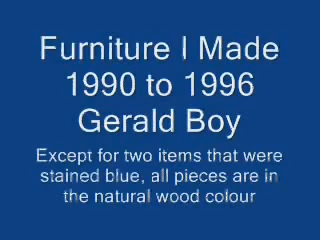 Furniture I Made
1990 to 1996
Gerald Boy
Except for two items that were
stained blue, all pieces are in
the natural wood colour